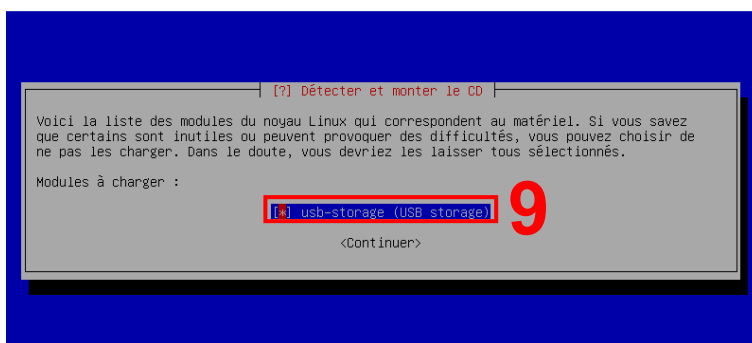 [?] Détecter et monter le CD
Voici la liste des modules du noyau Linux qui correspondent au matériel. Si vous savez
que certains sont inutiles ou peuvent provoquer des difficultés, vous pouvez choisir de
ne pas les charger. Dans le doute, vous devriez les laisser tous sélectionnés.
Modules à charger :
[*] usb-storage (USB storage)
9
<Continuer>